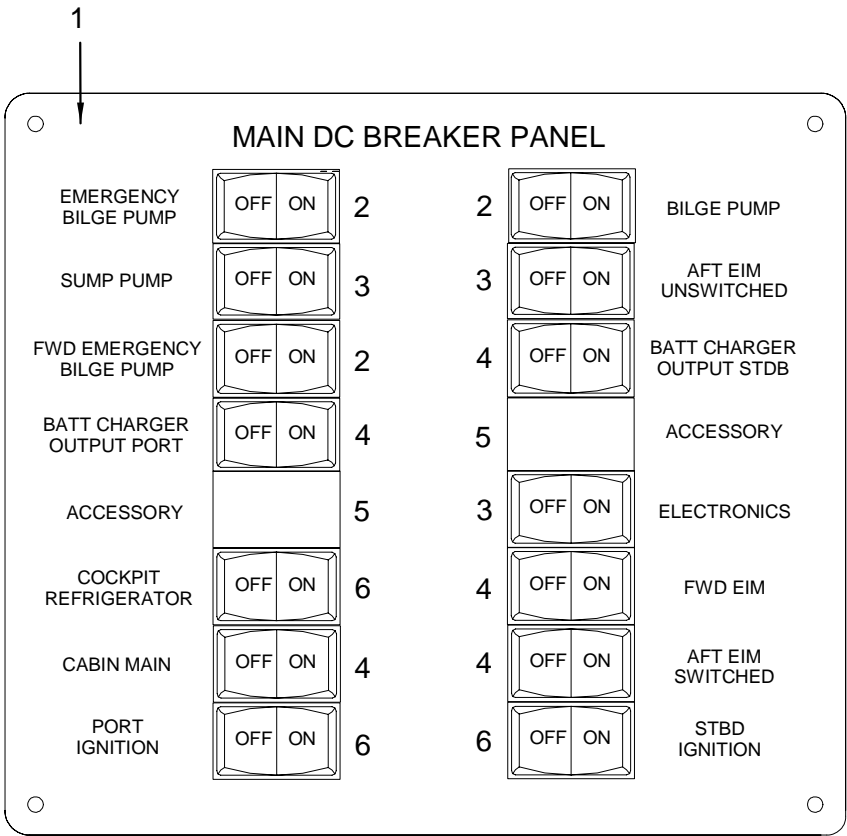 1
MAIN DC BREAKER PANEL
EMERGENCY
BILGE PUMP
OFF ON
2
2
OFF ON
BILGE PUMP
SUMP PUMP
OFF ON
3
3
OFF ON
AFT EIM
UNSWITCHED
FWD EMERGENCY
BILGE PUMP
OFF ON
2
4
OFF ON
BATT CHARGER
OUTPUT STDB
BATT CHARGER
OUTPUT PORT
OFF ON
4
5
ACCESSORY
ACCESSORY
5
3
OFF ON
ELECTRONICS
COCKPIT
REFRIGERATOR
OFF ON
6
4
OFF ON
FWD EIM
CABIN MAIN
OFF ON
4
4
OFF ON
AFT EIM
SWITCHED
PORT
IGNITION
OFF ON
6
6
OFF ON
STBD
IGNITION